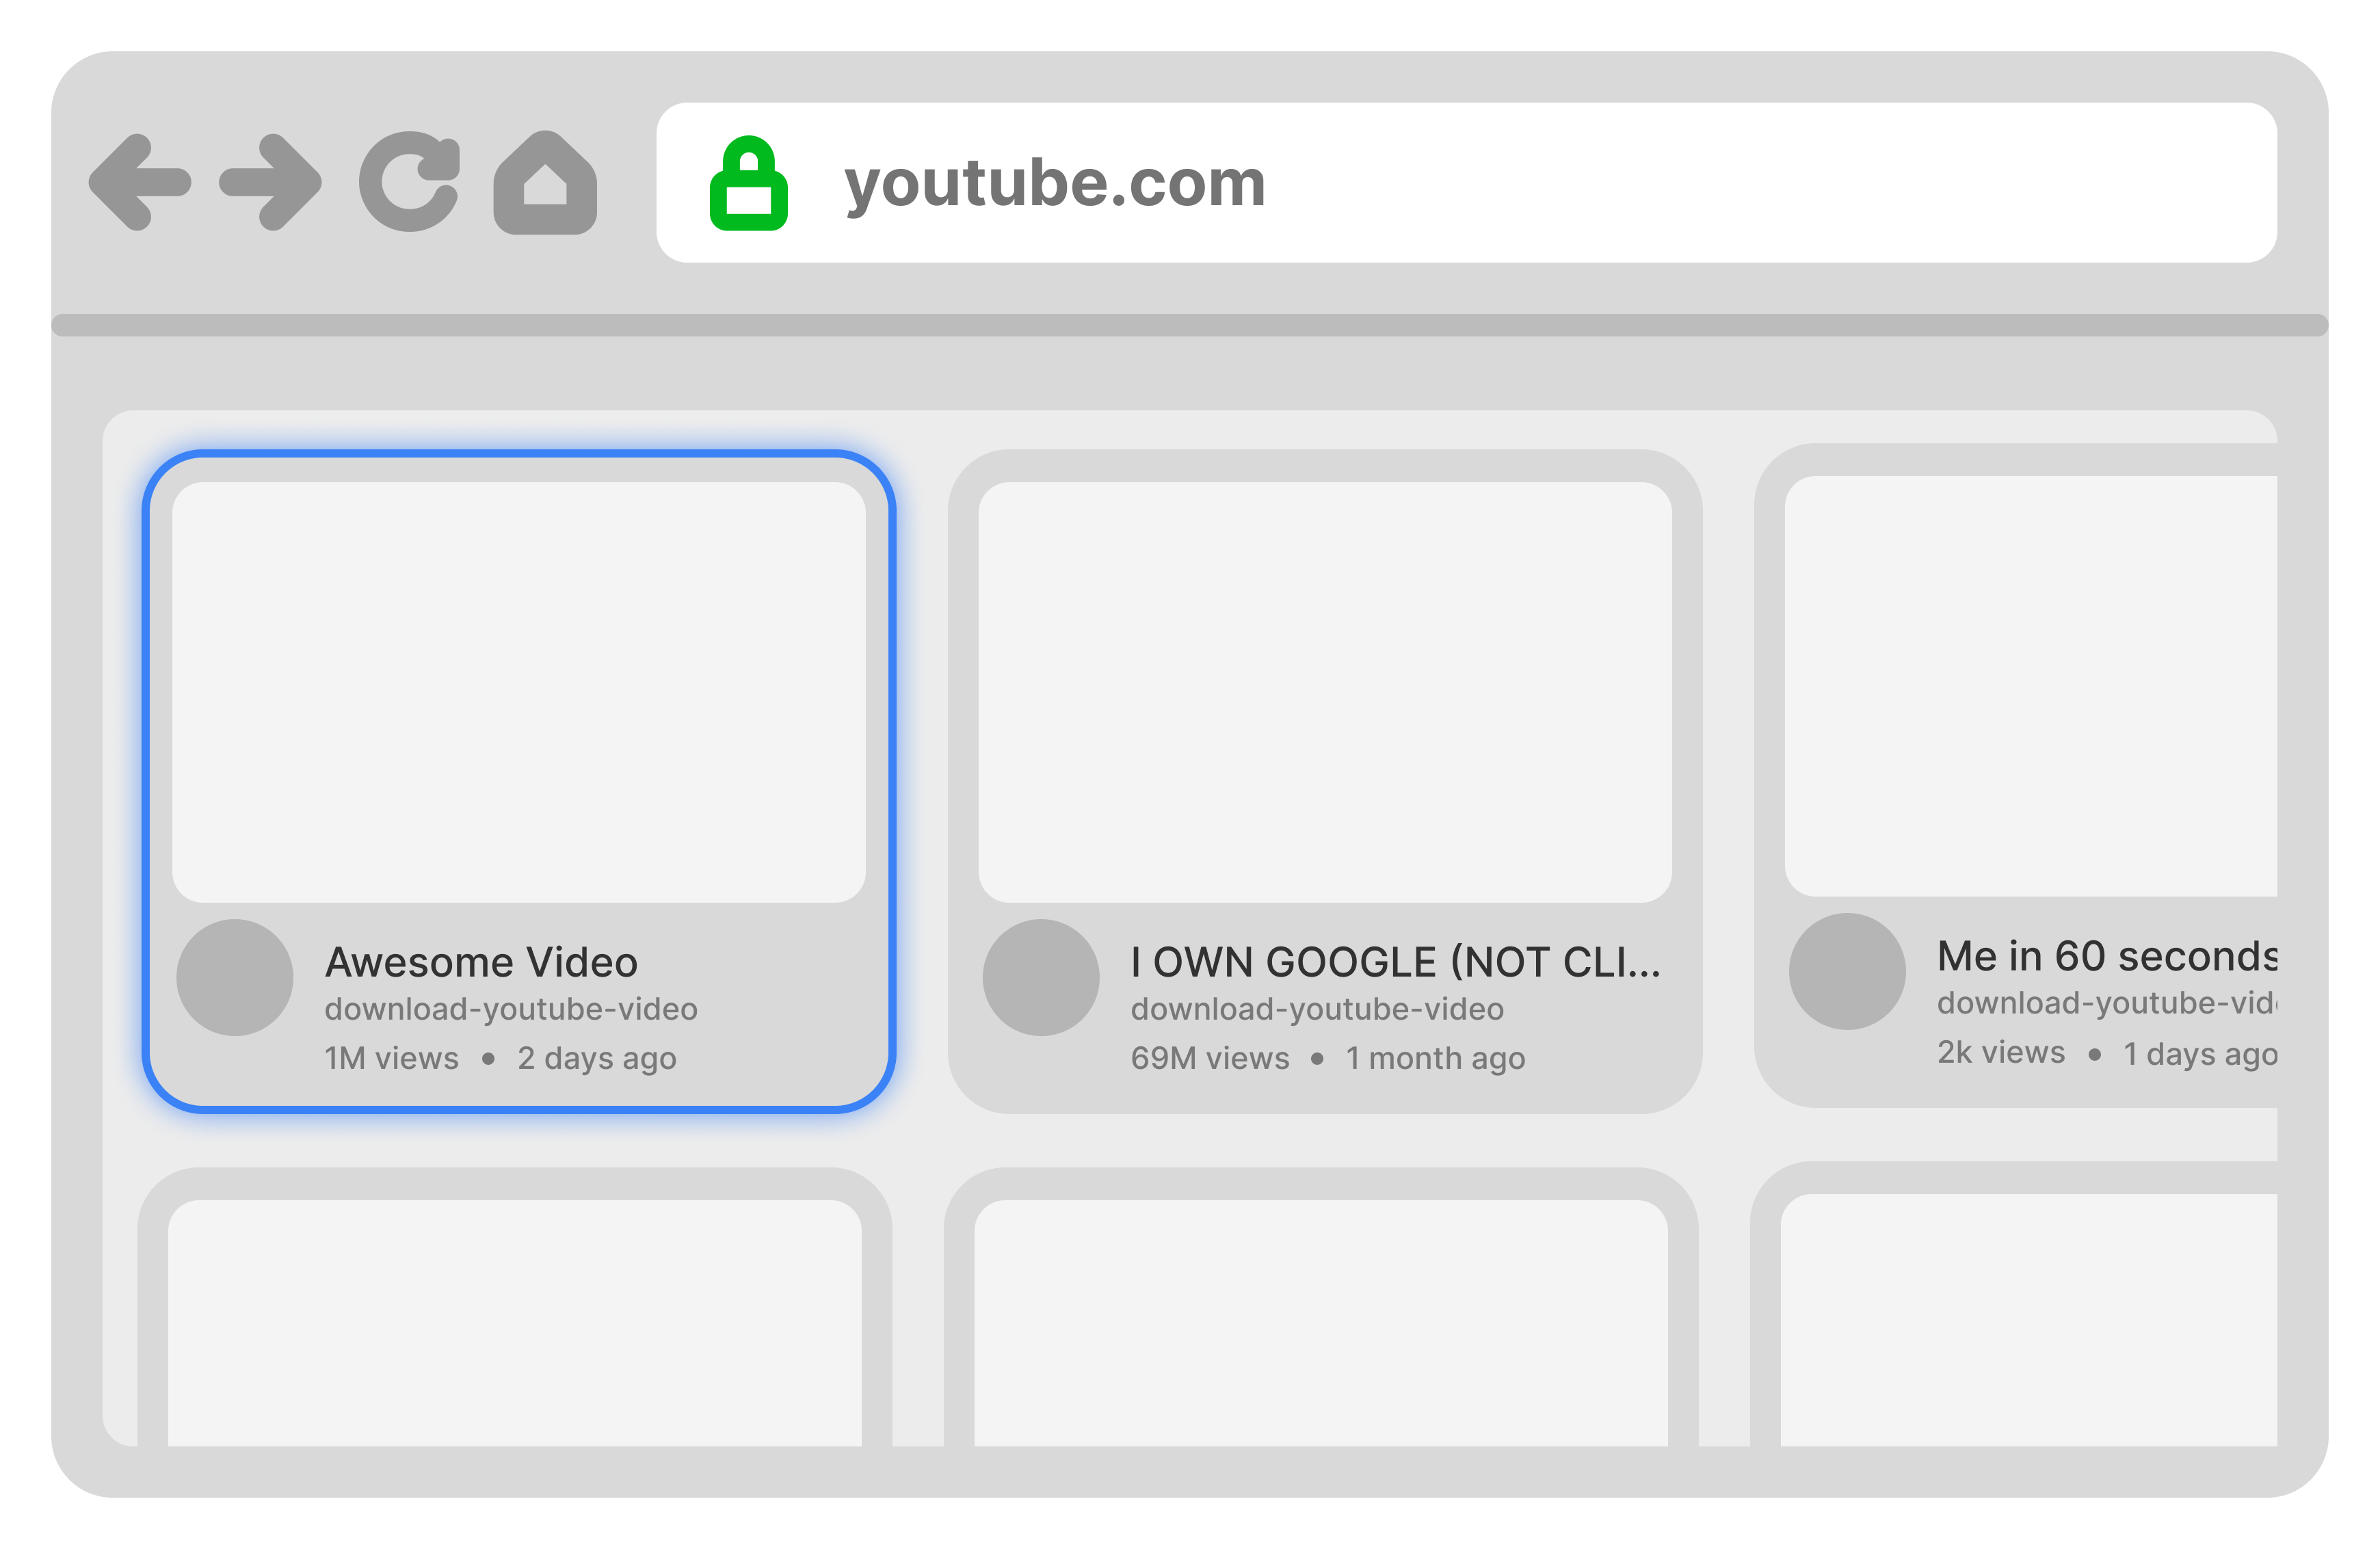 youtube.com
Awesome Video
download-youtube-video
1M views • 2 days ago
I OWN GOOGLE (NOT CLI...
download-youtube-video
69M views • 1 month ago
Me in 60 seconds
download-youtube-vid
2k views • 1 days ago